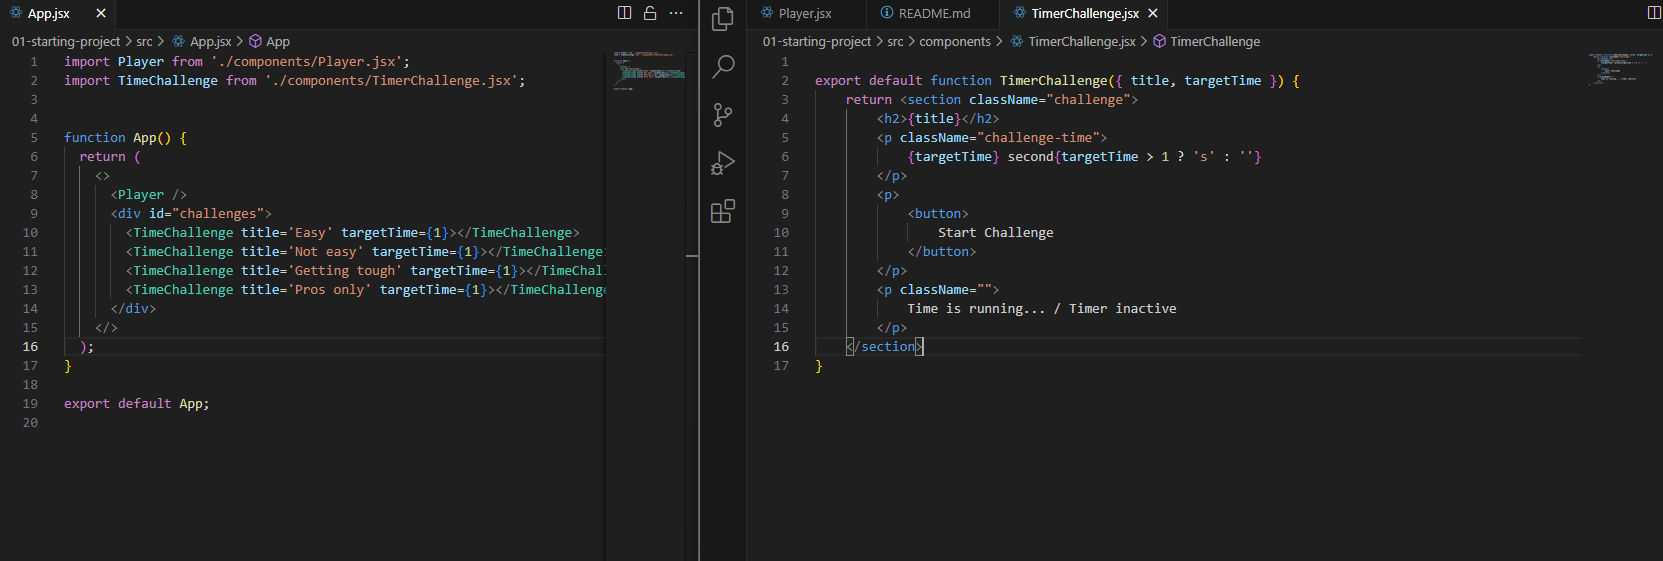 App.jsx
01-starting-project > src > App.jsx > App
1 import Player from './components/Player.jsx';
2 import TimeChallenge from './components/TimerChallenge.jsx';
3
4
5 function App() {
6 return (
7 <>
8 <Player />
9 <div id="challenges">
10 <TimeChallenge title='Easy' targetTime={1}></TimeChallenge>
11 <TimeChallenge title='Not easy' targetTime={1}></TimeChallenge
12 <TimeChallenge title='Getting tough' targetTime={1}></TimeChal
13 <TimeChallenge title='Pros only' targetTime={1}></TimeChallenge
14 </div>
15 </>
16 );
17 }
18
19 export default App;
20
Player.jsx README.md TimerChallenge.jsx
01-starting-project > src > components > TimerChallenge.jsx > TimerChallenge
1
2 export default function TimerChallenge({ title, targetTime }) {
3 return <section className="challenge">
4 <h2>{title}</h2>
5 <p className="challenge-time">
6 {targetTime} second{targetTime > 1 ? 's' : ''}
7 </p>
8 <p>
9 <button>
10 Start Challenge
11 </button>
12 </p>
13 <p className="">
14 Time is running... / Timer inactive
15 </p>
16 </section>
17 }